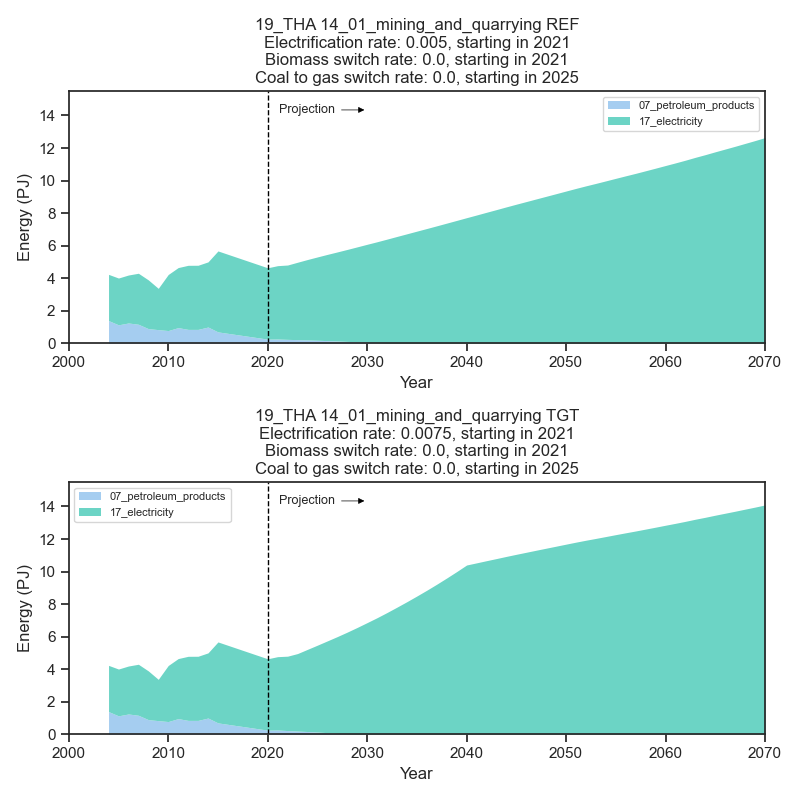 19_THA 14_01_mining_and_quarrying REF
Electrification rate: 0.005, starting in 2021
Biomass switch rate: 0.0, starting in 2021
Coal to gas switch rate: 0.0, starting in 2025
Projection
07_petroleum_products
17_electricity
14
12
10
8
6
4
2
0
Energy (PJ)
2000 2010 2020 2030 2040 2050 2060 2070
Year
19_THA 14_01_mining_and_quarrying TGT
Electrification rate: 0.0075, starting in 2021
Biomass switch rate: 0.0, starting in 2021
Coal to gas switch rate: 0.0, starting in 2025
07_petroleum_products
17_electricity
Projection
14
12
10
8
6
4
2
0
Energy (PJ)
2000 2010 2020 2030 2040 2050 2060 2070
Year